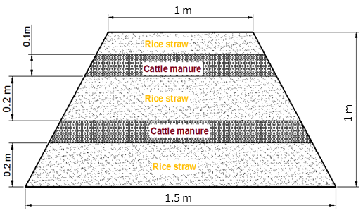 1 m
0.1m
Rice straw
Cattle manure
0.2 m
Rice straw
1 m
Cattle manure
0.2 m
Rice straw
1.5 m